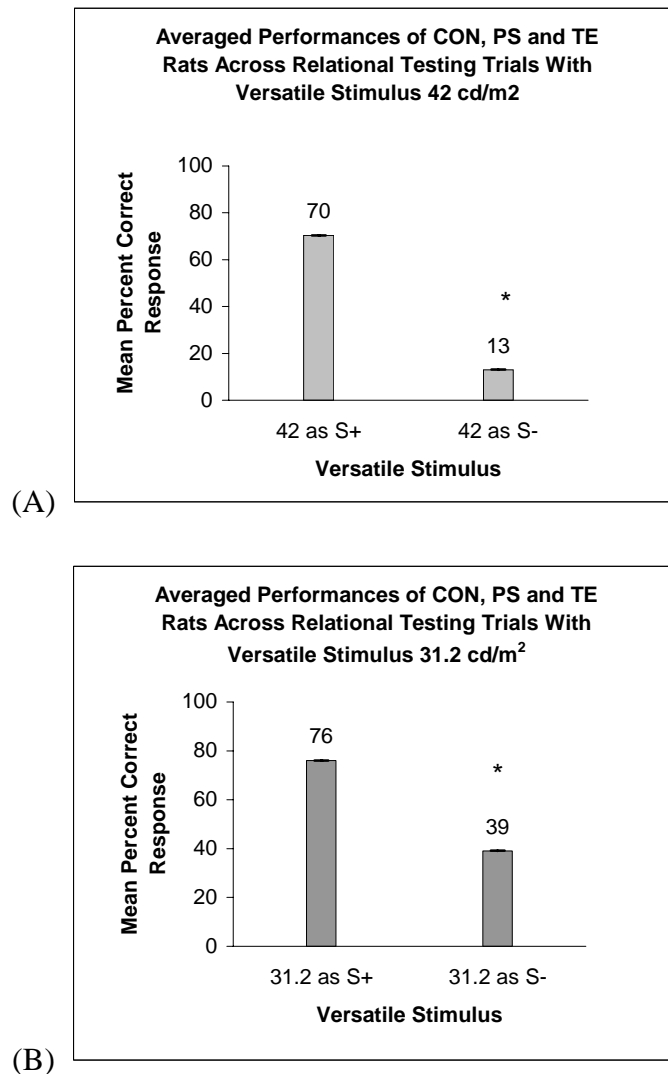 Averaged Performances of CON, PS and TE
Rats Across Relational Testing Trials With
Versatile Stimulus 42 cd/m2
Mean Percent Correct
Response
100
80
60
40
20
0
70
*
13
42 as S+
42 as S-
Versatile Stimulus
(A)
Averaged Performances of CON, PS and TE
Rats Across Relational Testing Trials With
Versatile Stimulus 31.2 cd/m²
Mean Percent Correct
Response
100
80
60
40
20
0
76
*
39
31.2 as S+
31.2 as S-
Versatile Stimulus
(B)